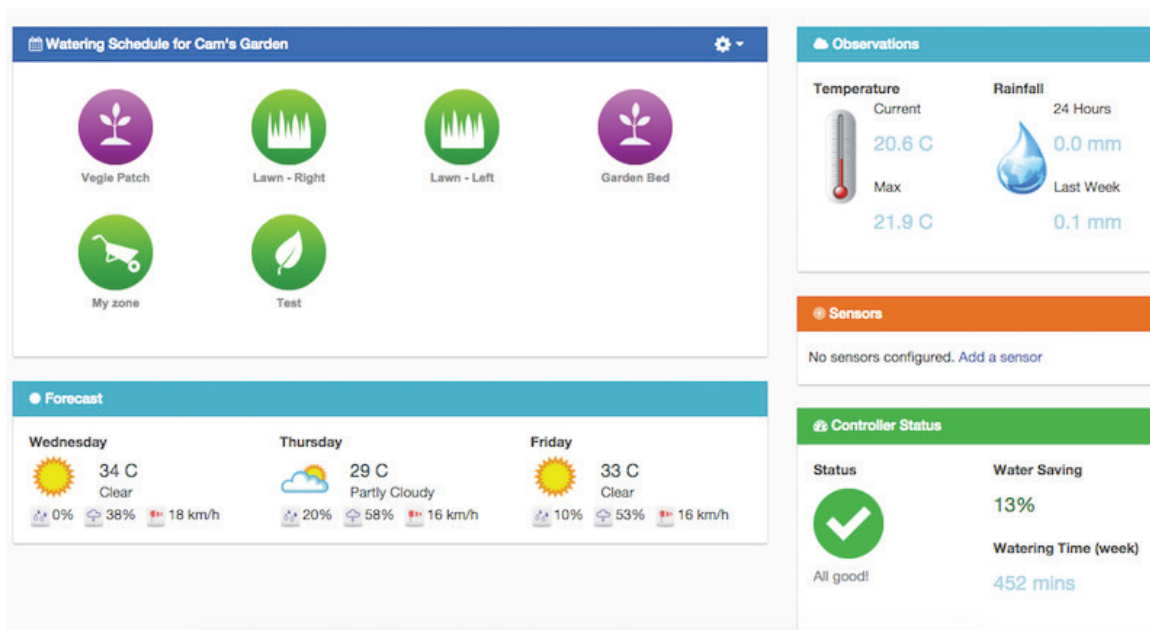 Watering Schedule for Cam's Garden
Vegie Patch
Lawn - Right
Lawn - Left
Garden Bed
My zone
Test
Forecast
Wednesday
34 C
Clear
0% 38% 18 km/h
Thursday
29 C
Partly Cloudy
20% 58% 16 km/h
Friday
33 C
Clear
10% 53% 16 km/h
Observations
Temperature
Current
20.6 C
Max
21.9 C
Rainfall
24 Hours
0.0 mm
Last Week
0.1 mm
Sensors
No sensors configured. Add a sensor
Controller Status
Status
All good!
Water Saving
13%
Watering Time (week)
452 mins